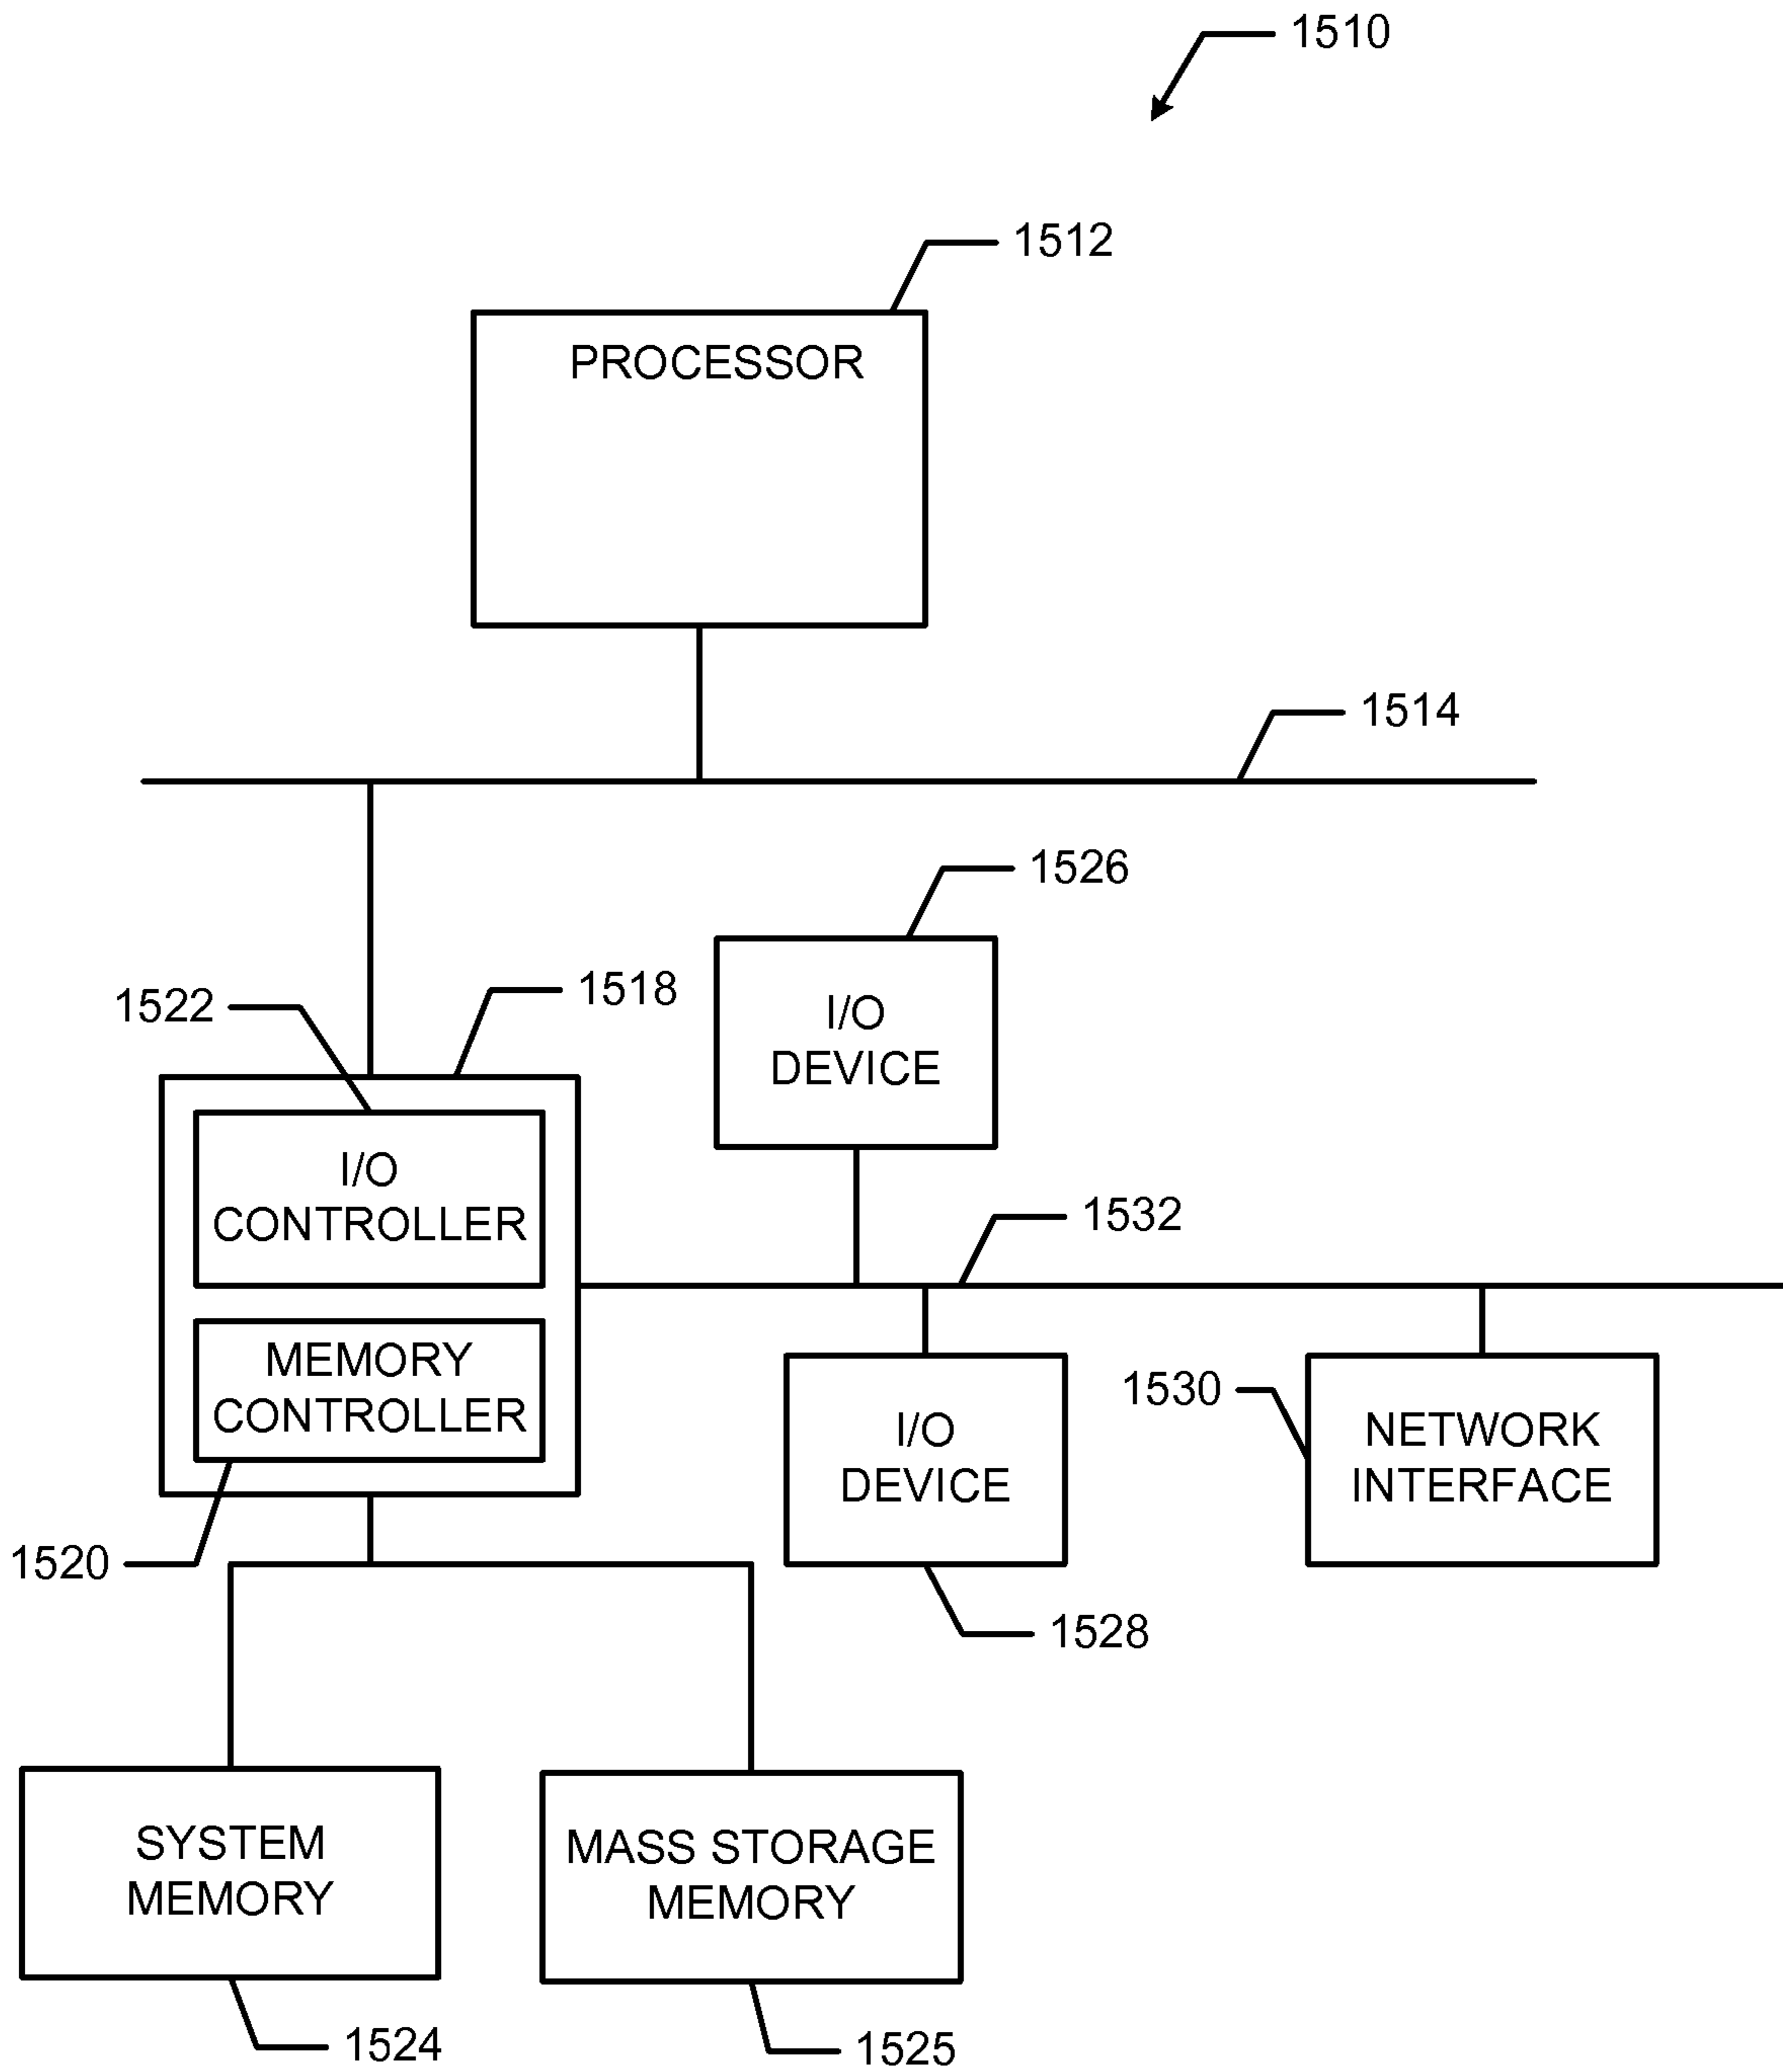 1510
1512
PROCESSOR
1514
1526
1522
1518
I/O
DEVICE
I/O
CONTROLLER
1532
MEMORY
CONTROLLER
1530
I/O
DEVICE
NETWORK
INTERFACE
1520
1528
SYSTEM
MEMORY
MASS STORAGE
MEMORY
1524
1525